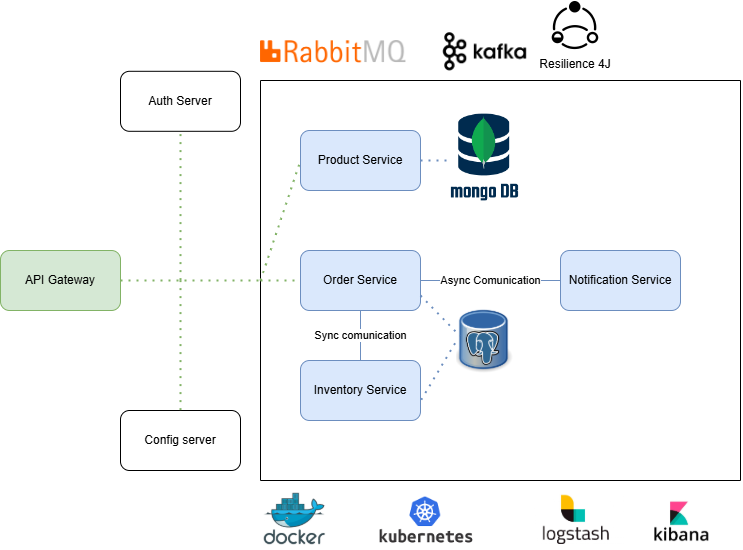 RabbitMQ
kafka
Resilience 4J
Auth Server
Product Service
mongo DB
API Gateway
Order Service
Async Comunication
Notification Service
Sync comunication
Inventory Service
Config server
docker
kubernetes
logstash
kibana